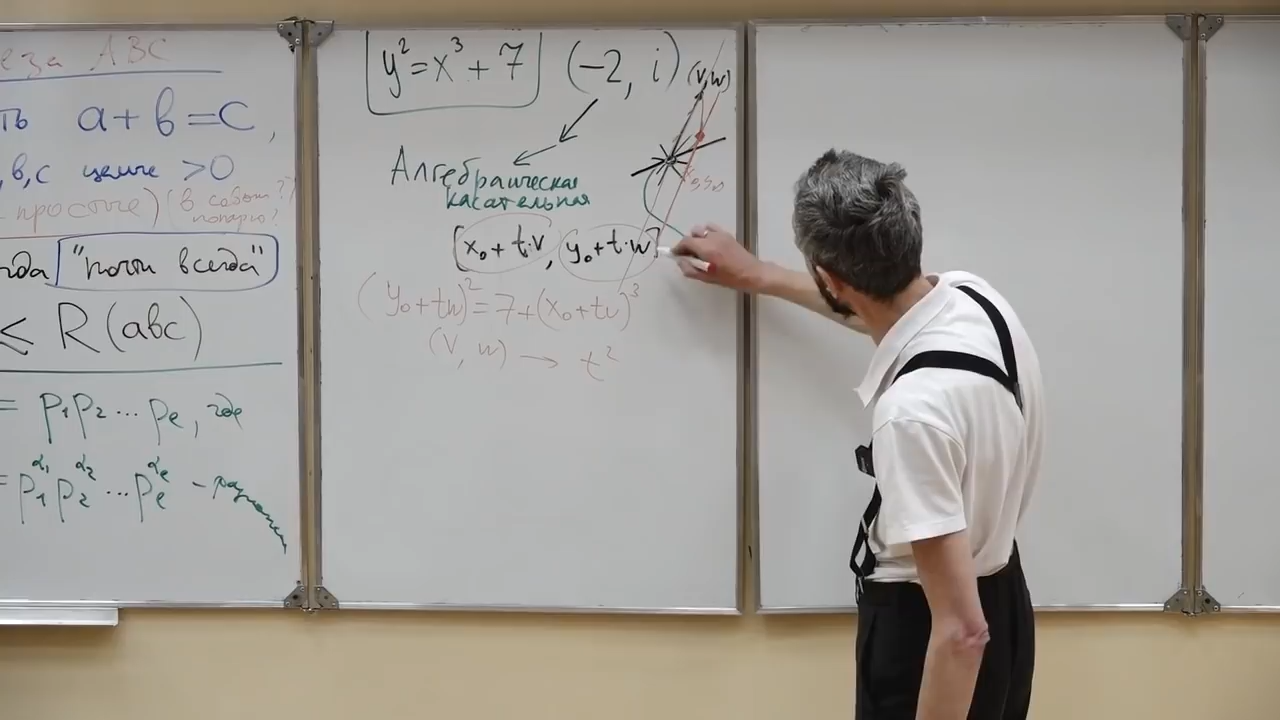 еза ABC
ть a + b = C,
b, c целые > 0
простые) (в совок?
попарно?
гда "почти всегда"
< R(abc)
= p₁p₂...pₑ, где
= p₁^α₁ p₂^α₂ ... pₑ^αₑ -
y² = x³ + 7 (-2, i) (v, w)
Алгебраическая
касательная
(x₀ + t·v, y₀ + t·w)
(y₀ + tw)² = 7 + (x₀ + tv)³
(v, w) → t²